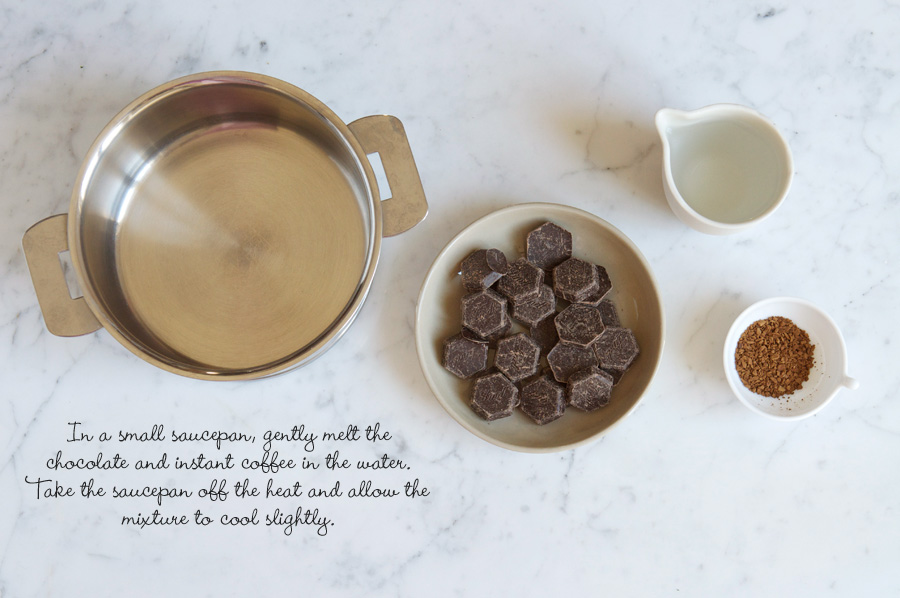 In a small saucepan, gently melt the
chocolate and instant coffee in the water.
Take the saucepan off the heat and allow the
mixture to cool slightly.